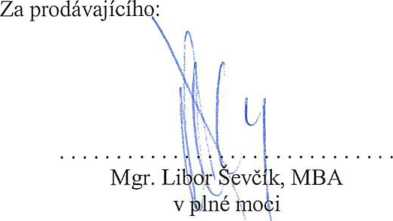 Za prodávajícího:
. . . . . . . . . . . . . . . . . . . . . . . . . . . . . . . . . .
Mgr. Libor Ševčík, MBA
v plné moci